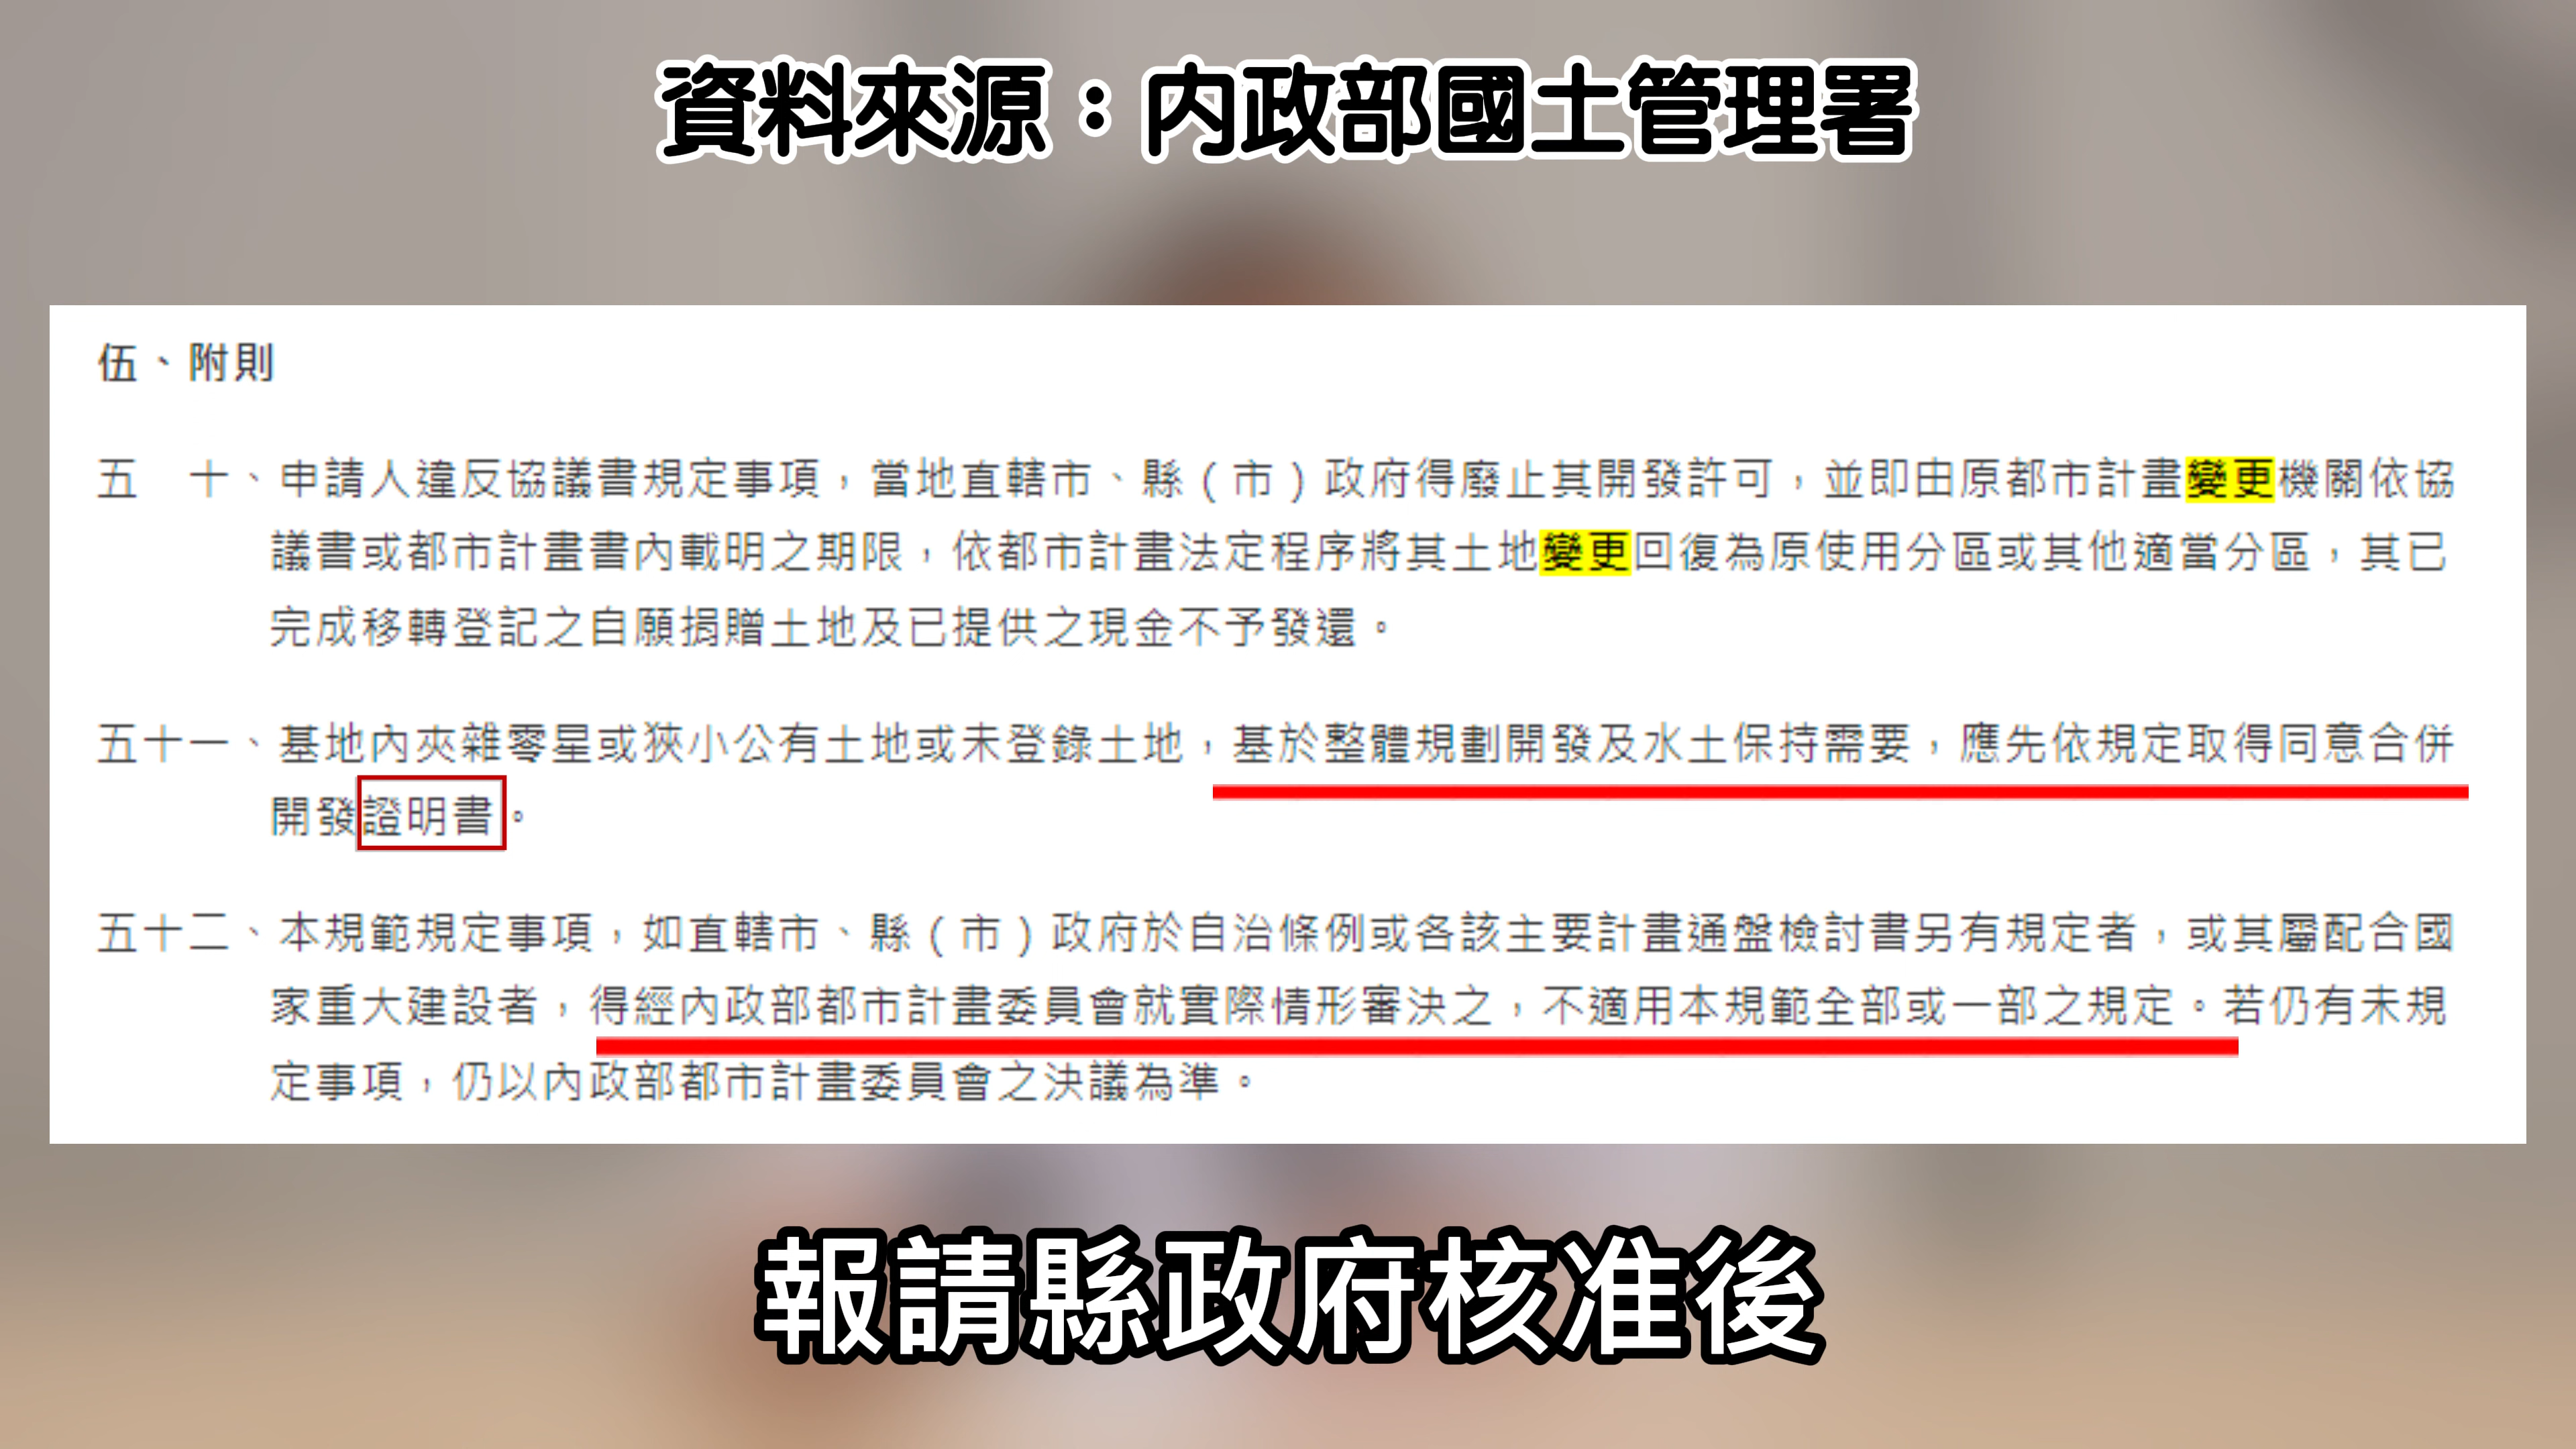 資料來源：內政部國土管理署
伍、附則
五　十、申請人違反協議書規定事項，當地直轄市、縣（市）政府得廢止其開發許可，並即由原都市計畫變更機關依協
議書或都市計畫書內載明之期限，依都市計畫法定程序將其土地變更回復為原使用分區或其他適當分區，其已
完成移轉登記之自願捐贈土地及已提供之現金不予發還。
五十一、基地內夾雜零星或狹小公有土地或未登錄土地，基於整體規劃開發及水土保持需要，應先依規定取得同意合併
開發證明書。
五十二、本規範規定事項，如直轄市、縣（市）政府於自治條例或各該主要計畫通盤檢討書另有規定者，或其屬配合國
家重大建設者，得經內政部都市計畫委員會就實際情形審決之，不適用本規範全部或一部之規定。若仍有未規
定事項，仍以內政部都市計畫委員會之決議為準。
報請縣政府核准後